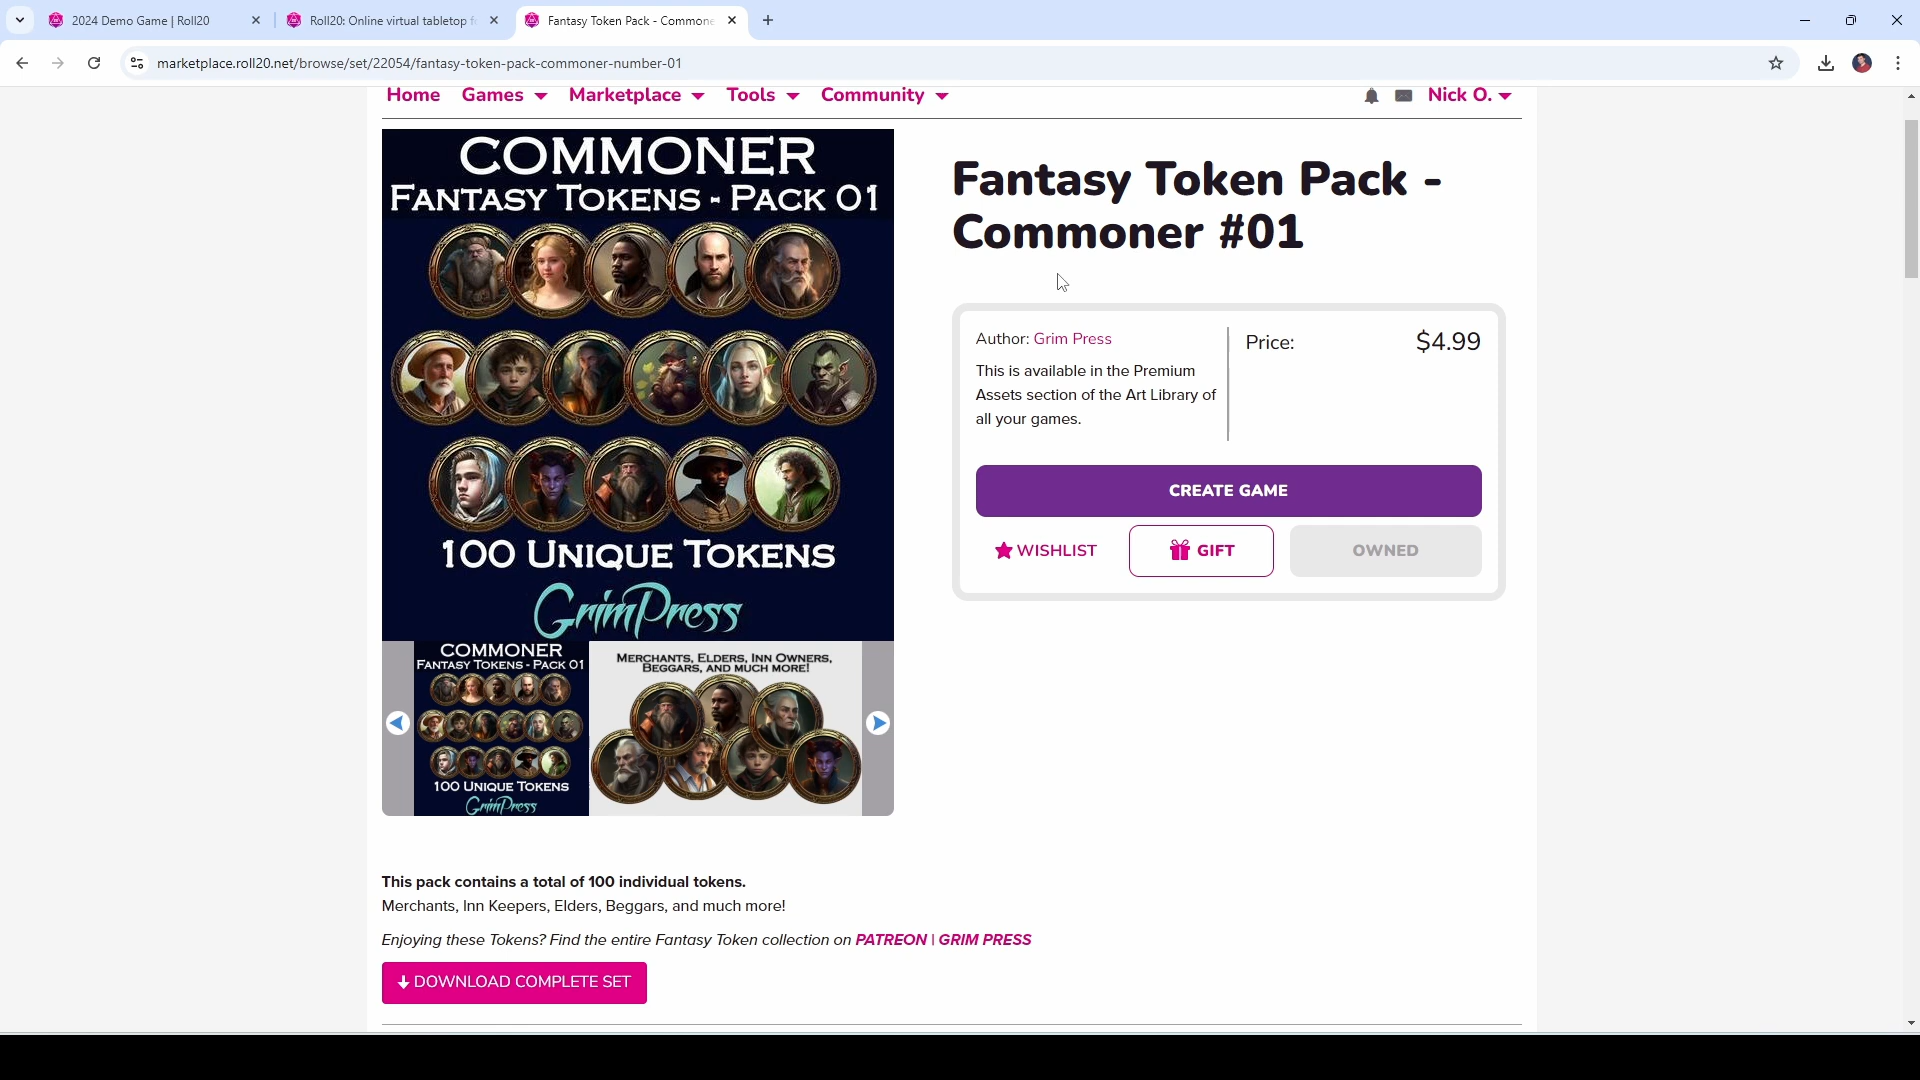 2024 Demo Game | Roll20
Roll20: Online virtual tabletop f
Fantasy Token Pack - Commone
marketplace.roll20.net/browse/set/22054/fantasy-token-pack-commoner-number-01
Home Games Marketplace Tools Community Nick O.
COMMONER
FANTASY TOKENS - PACK 01
100 UNIQUE TOKENS
GrimPress
COMMONER
FANTASY TOKENS - PACK 01
100 UNIQUE TOKENS
GrimPress
MERCHANTS, ELDERS, INN OWNERS,
BEGGARS, AND MUCH MORE!
Fantasy Token Pack -
Commoner #01
Author: Grim Press
This is available in the Premium
Assets section of the Art Library of
all your games.
Price: $4.99
CREATE GAME
WISHLIST
GIFT
OWNED
This pack contains a total of 100 individual tokens.
Merchants, Inn Keepers, Elders, Beggars, and much more!
Enjoying these Tokens? Find the entire Fantasy Token collection on PATREON | GRIM PRESS
DOWNLOAD COMPLETE SET